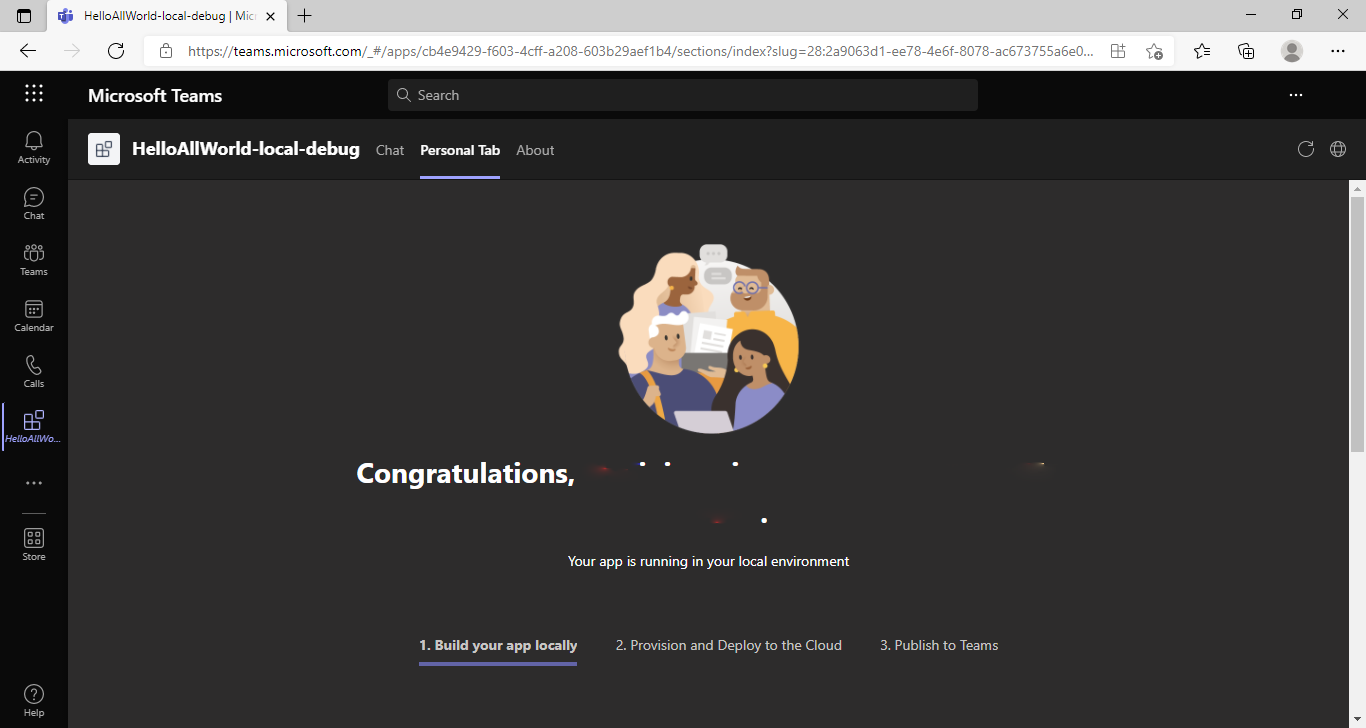 HelloAllWorld-local-debug | Mic
https://teams.microsoft.com/_#/apps/cb4e9429-f603-4cff-a208-603b29aef1b4/sections/index?slug=28:2a9063d1-ee78-4e6f-8078-ac673755a6e0...
Microsoft Teams
Search
Activity
Chat
Teams
Calendar
Calls
HelloAllWo...
Store
Help
HelloAllWorld-local-debug Chat Personal Tab About
Congratulations,
Your app is running in your local environment
1. Build your app locally 2. Provision and Deploy to the Cloud 3. Publish to Teams